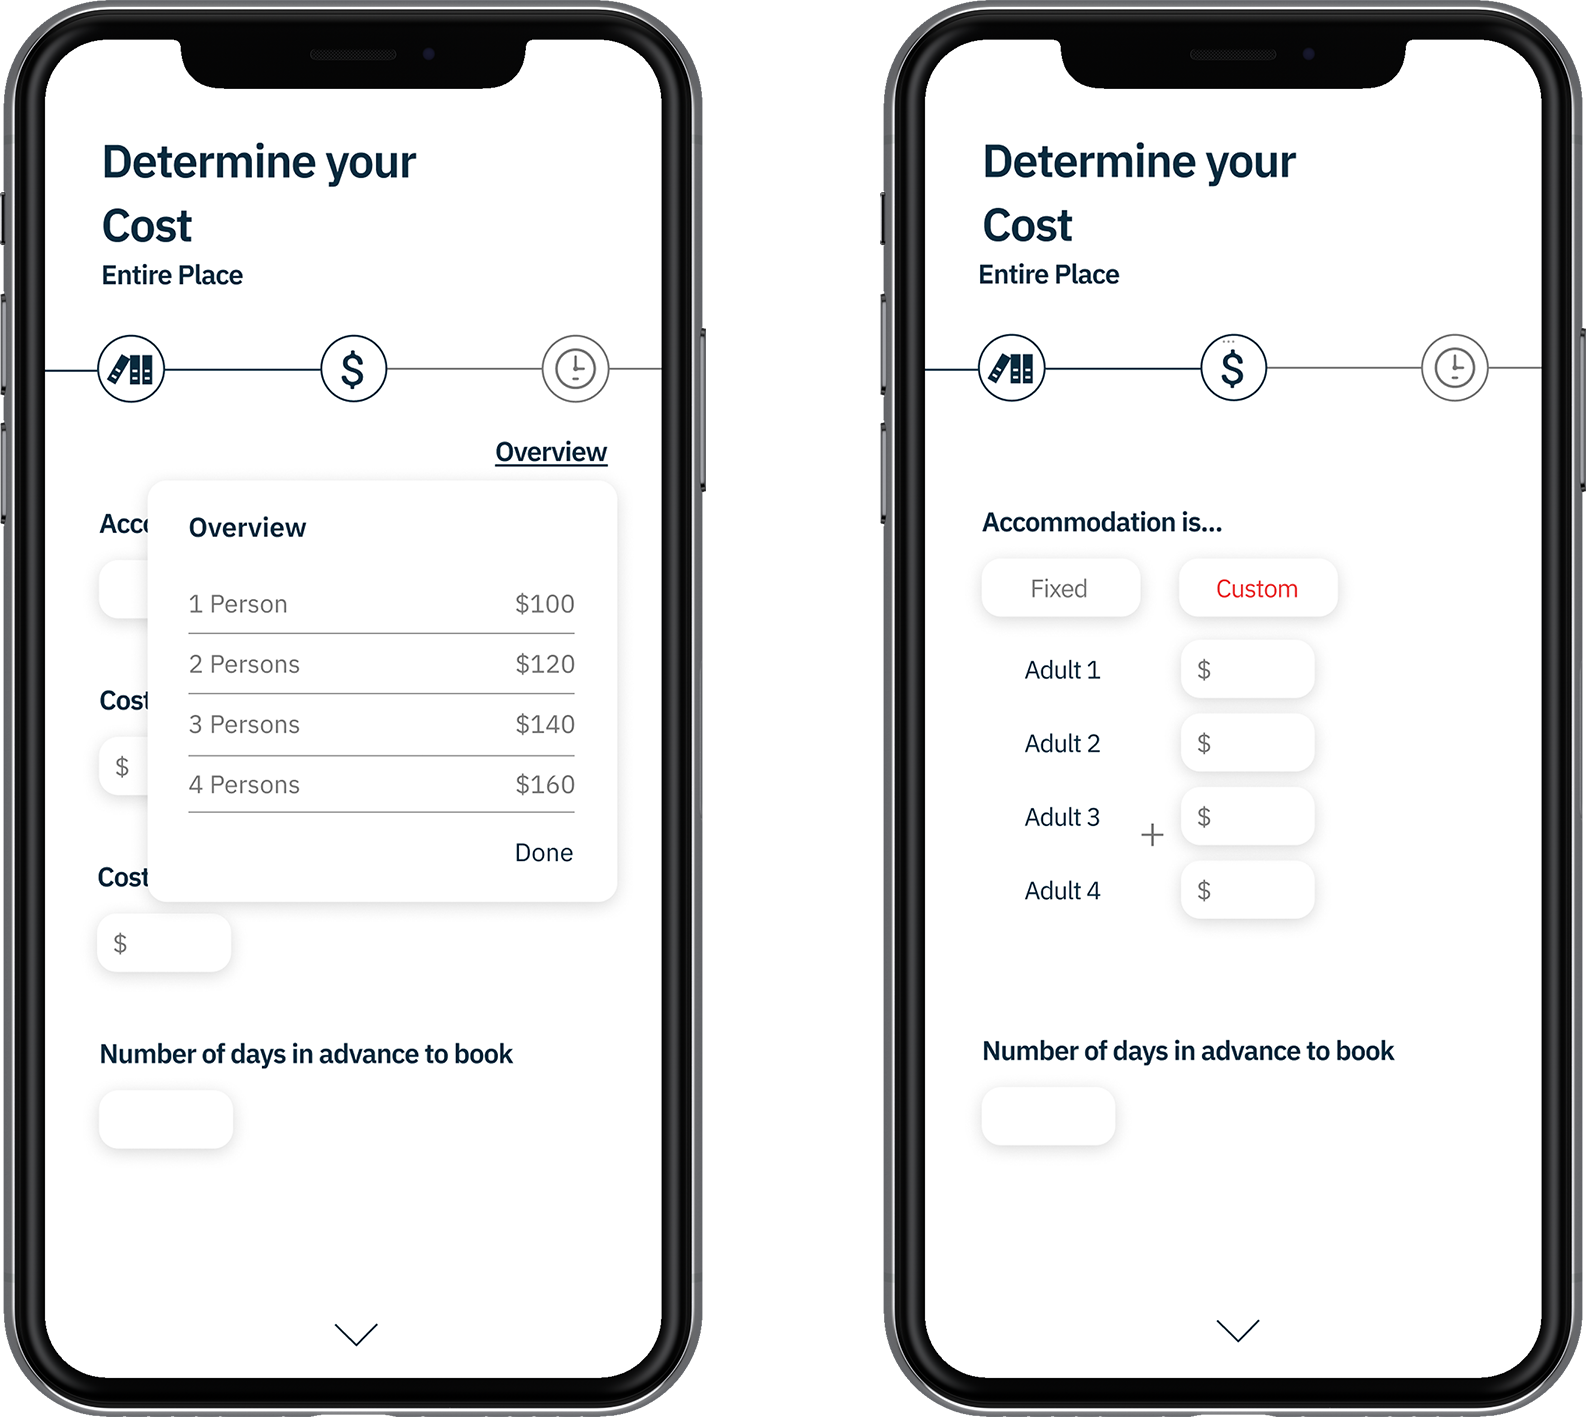 Determine your
Cost
Entire Place
$
Overview
Acco
Overview
1 Person $100
2 Persons $120
Cost
3 Persons $140
$
4 Persons $160
Done
Cost
$
Number of days in advance to book
Determine your
Cost
Entire Place
$
Accommodation is...
Fixed Custom
Adult 1 $
Adult 2 $
Adult 3 $
+
Adult 4 $
Number of days in advance to book